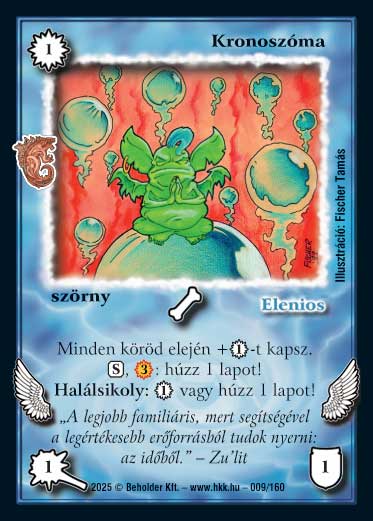 1
Kronoszóma
Illusztráció: Fischer Tamás
FISCHER
szörny
Elenios
Minden köröd elején +1-t kapsz.
S, 3: húzz 1 lapot!
Halálsikoly: 1 vagy húzz 1 lapot!
„A legjobb familiáris, mert segítségével
a legértékesebb erőforrásból tudok nyerni:
az időből.” – Zu’lit
1
1
2025 © Beholder Kft. – www.hkk.hu – 009/160